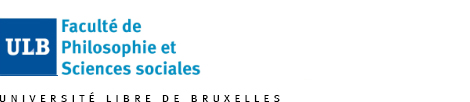 ULB
Faculté de
Philosophie et
Sciences sociales
UNIVERSITÉ LIBRE DE BRUXELLES